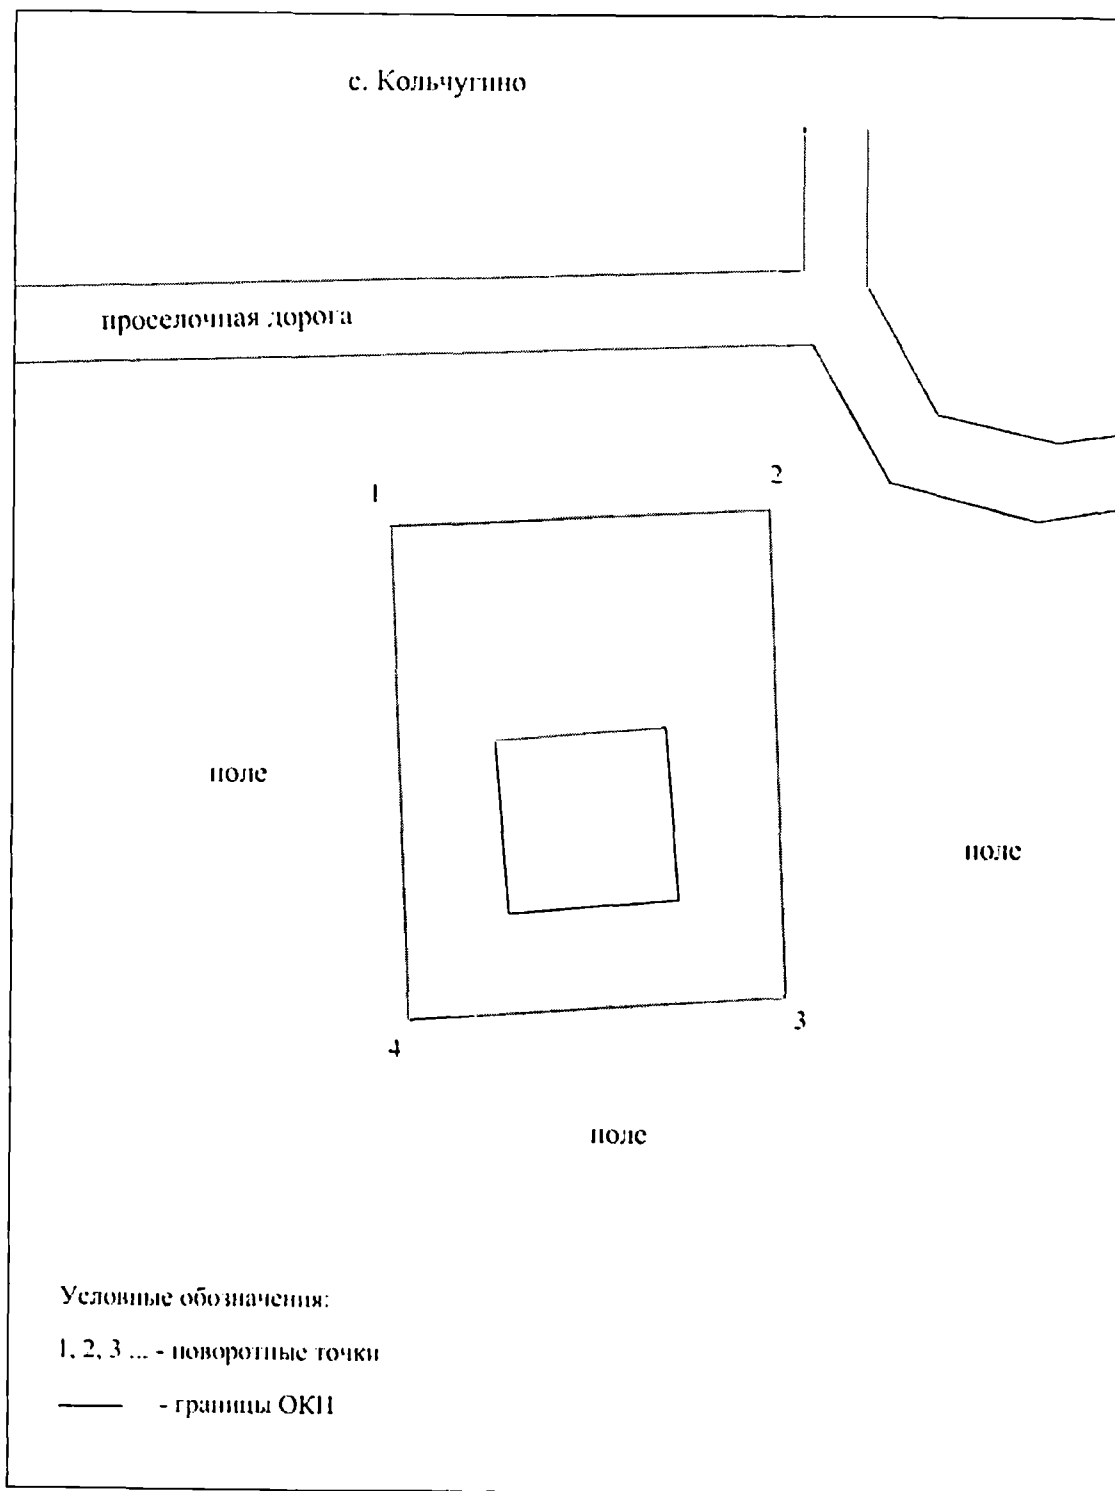 с. Кольчугино
проселочная дорога
1
2
поле
поле
3
4
поле
Условные обозначения:
1, 2, 3 ... - поворотные точки
- границы ОКН